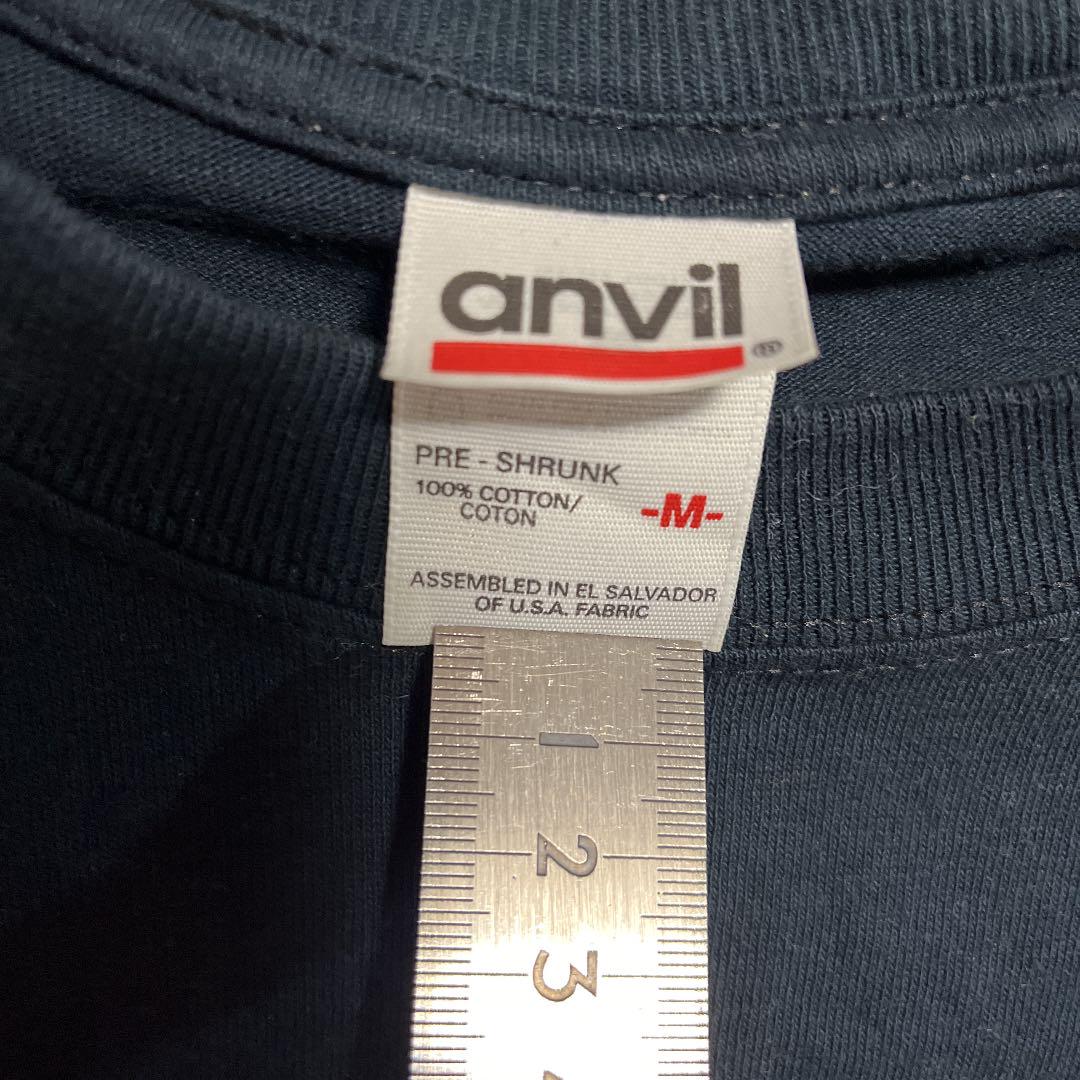 anvil ®
PRE - SHRUNK
100% COTTON/
COTON
-M-
ASSEMBLED IN EL SALVADOR
OF U.S.A. FABRIC
1
2
3